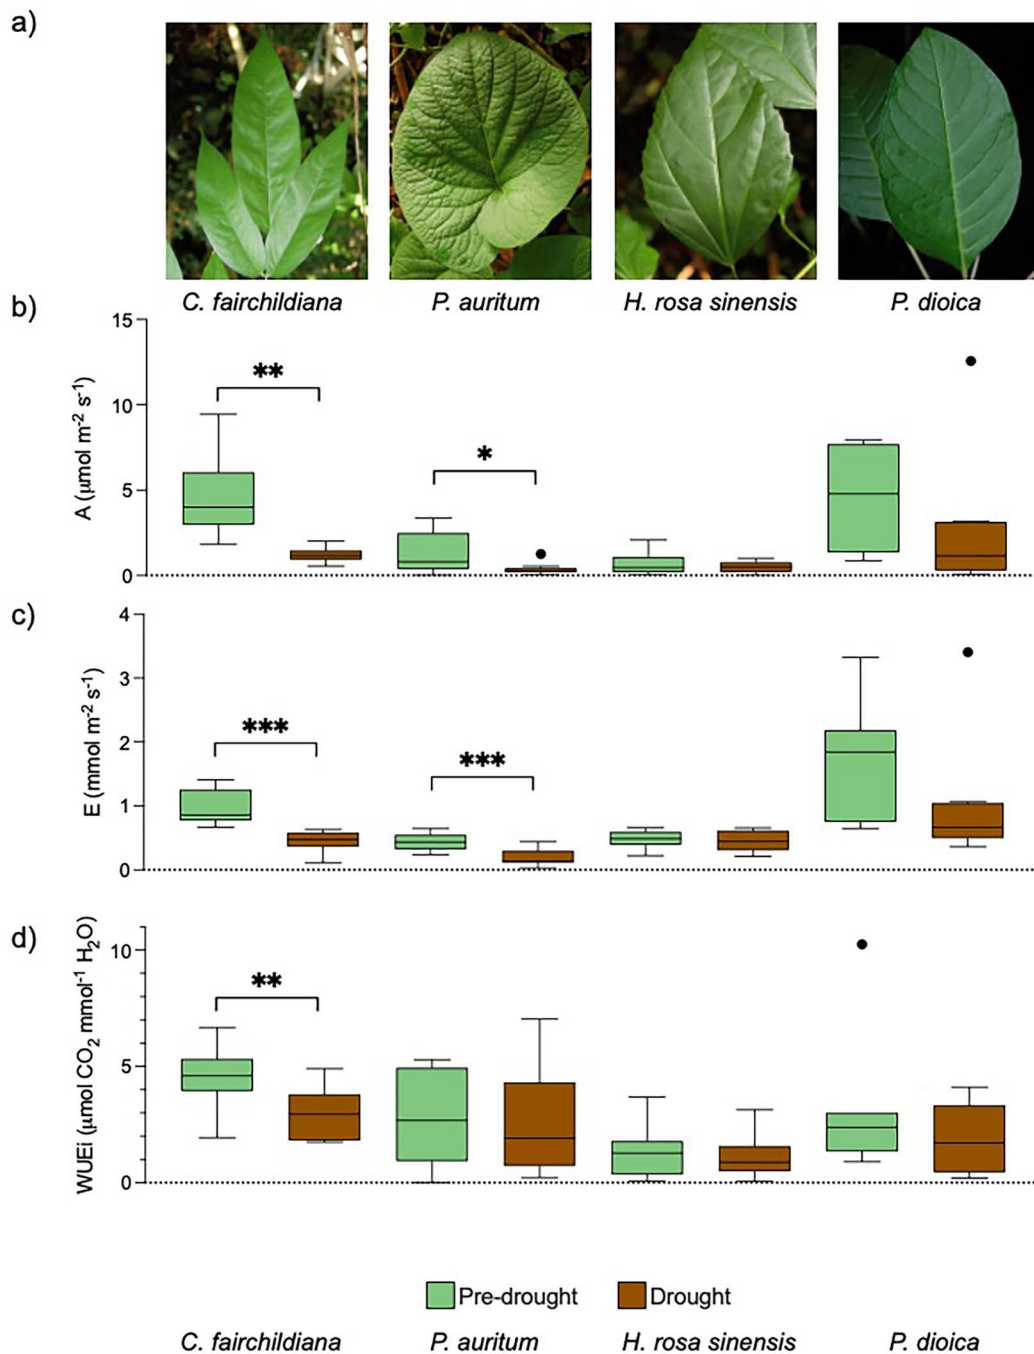 a)
C. fairchildiana P. auritum H. rosa sinensis P. dioica
b)
A (μmol m⁻² s⁻¹)
15
10
5
0
**
*
c)
E (mmol m⁻² s⁻¹)
4
3
2
1
0
***
***
d)
WUEi (μmol CO₂ mmol⁻¹ H₂O)
10
5
0
**
Pre-drought Drought
C. fairchildiana P. auritum H. rosa sinensis P. dioica